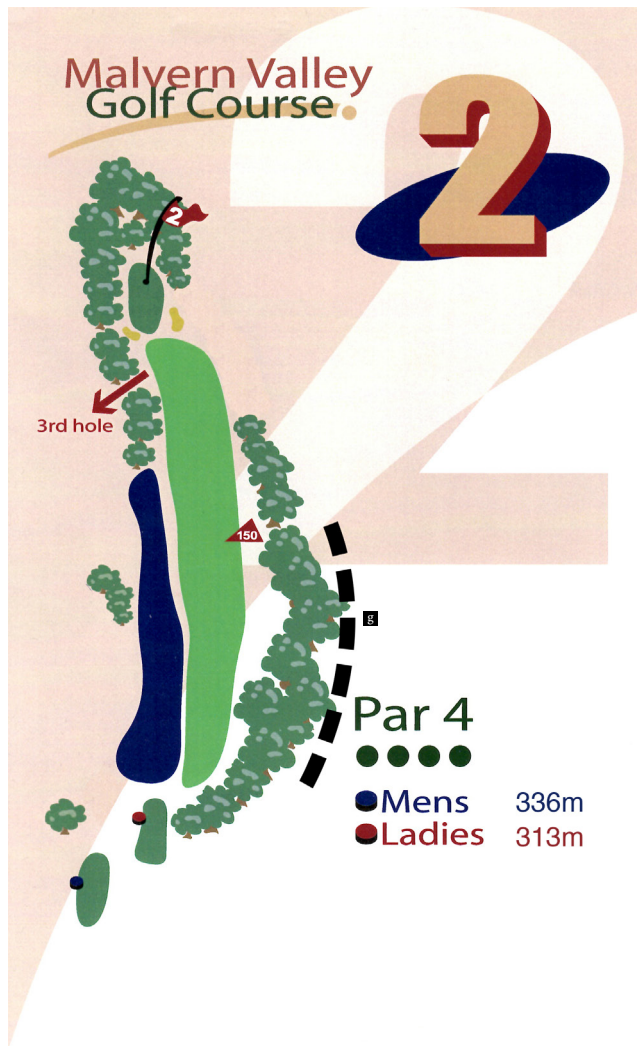 Malvern Valley
Golf Course
2
2
3rd hole
150
g
Par 4
Mens 336m
Ladies 313m